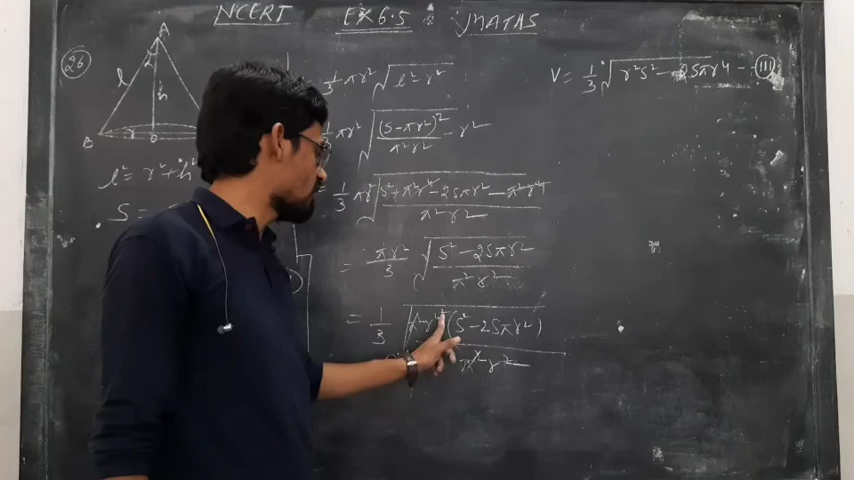 NCERT EX 6.5 MATHS
26
A
l
h
B
O
l² = r² + h²
S =
1/3 πr² √(l² - r²)
1/3 πr² √((S - πr²)²/π²r² - r²)
= 1/3 πr² √((S² + π²r⁴ - 2Sπr² - π²r⁴)/π²r²)
= πr²/3 √((S² - 2Sπr²)/π²r²)
= 1/3 √(π²r⁴(S² - 2Sπr²)/π²r²)
V = 1/3 √(r²S² - 2Sπr⁴) -- III